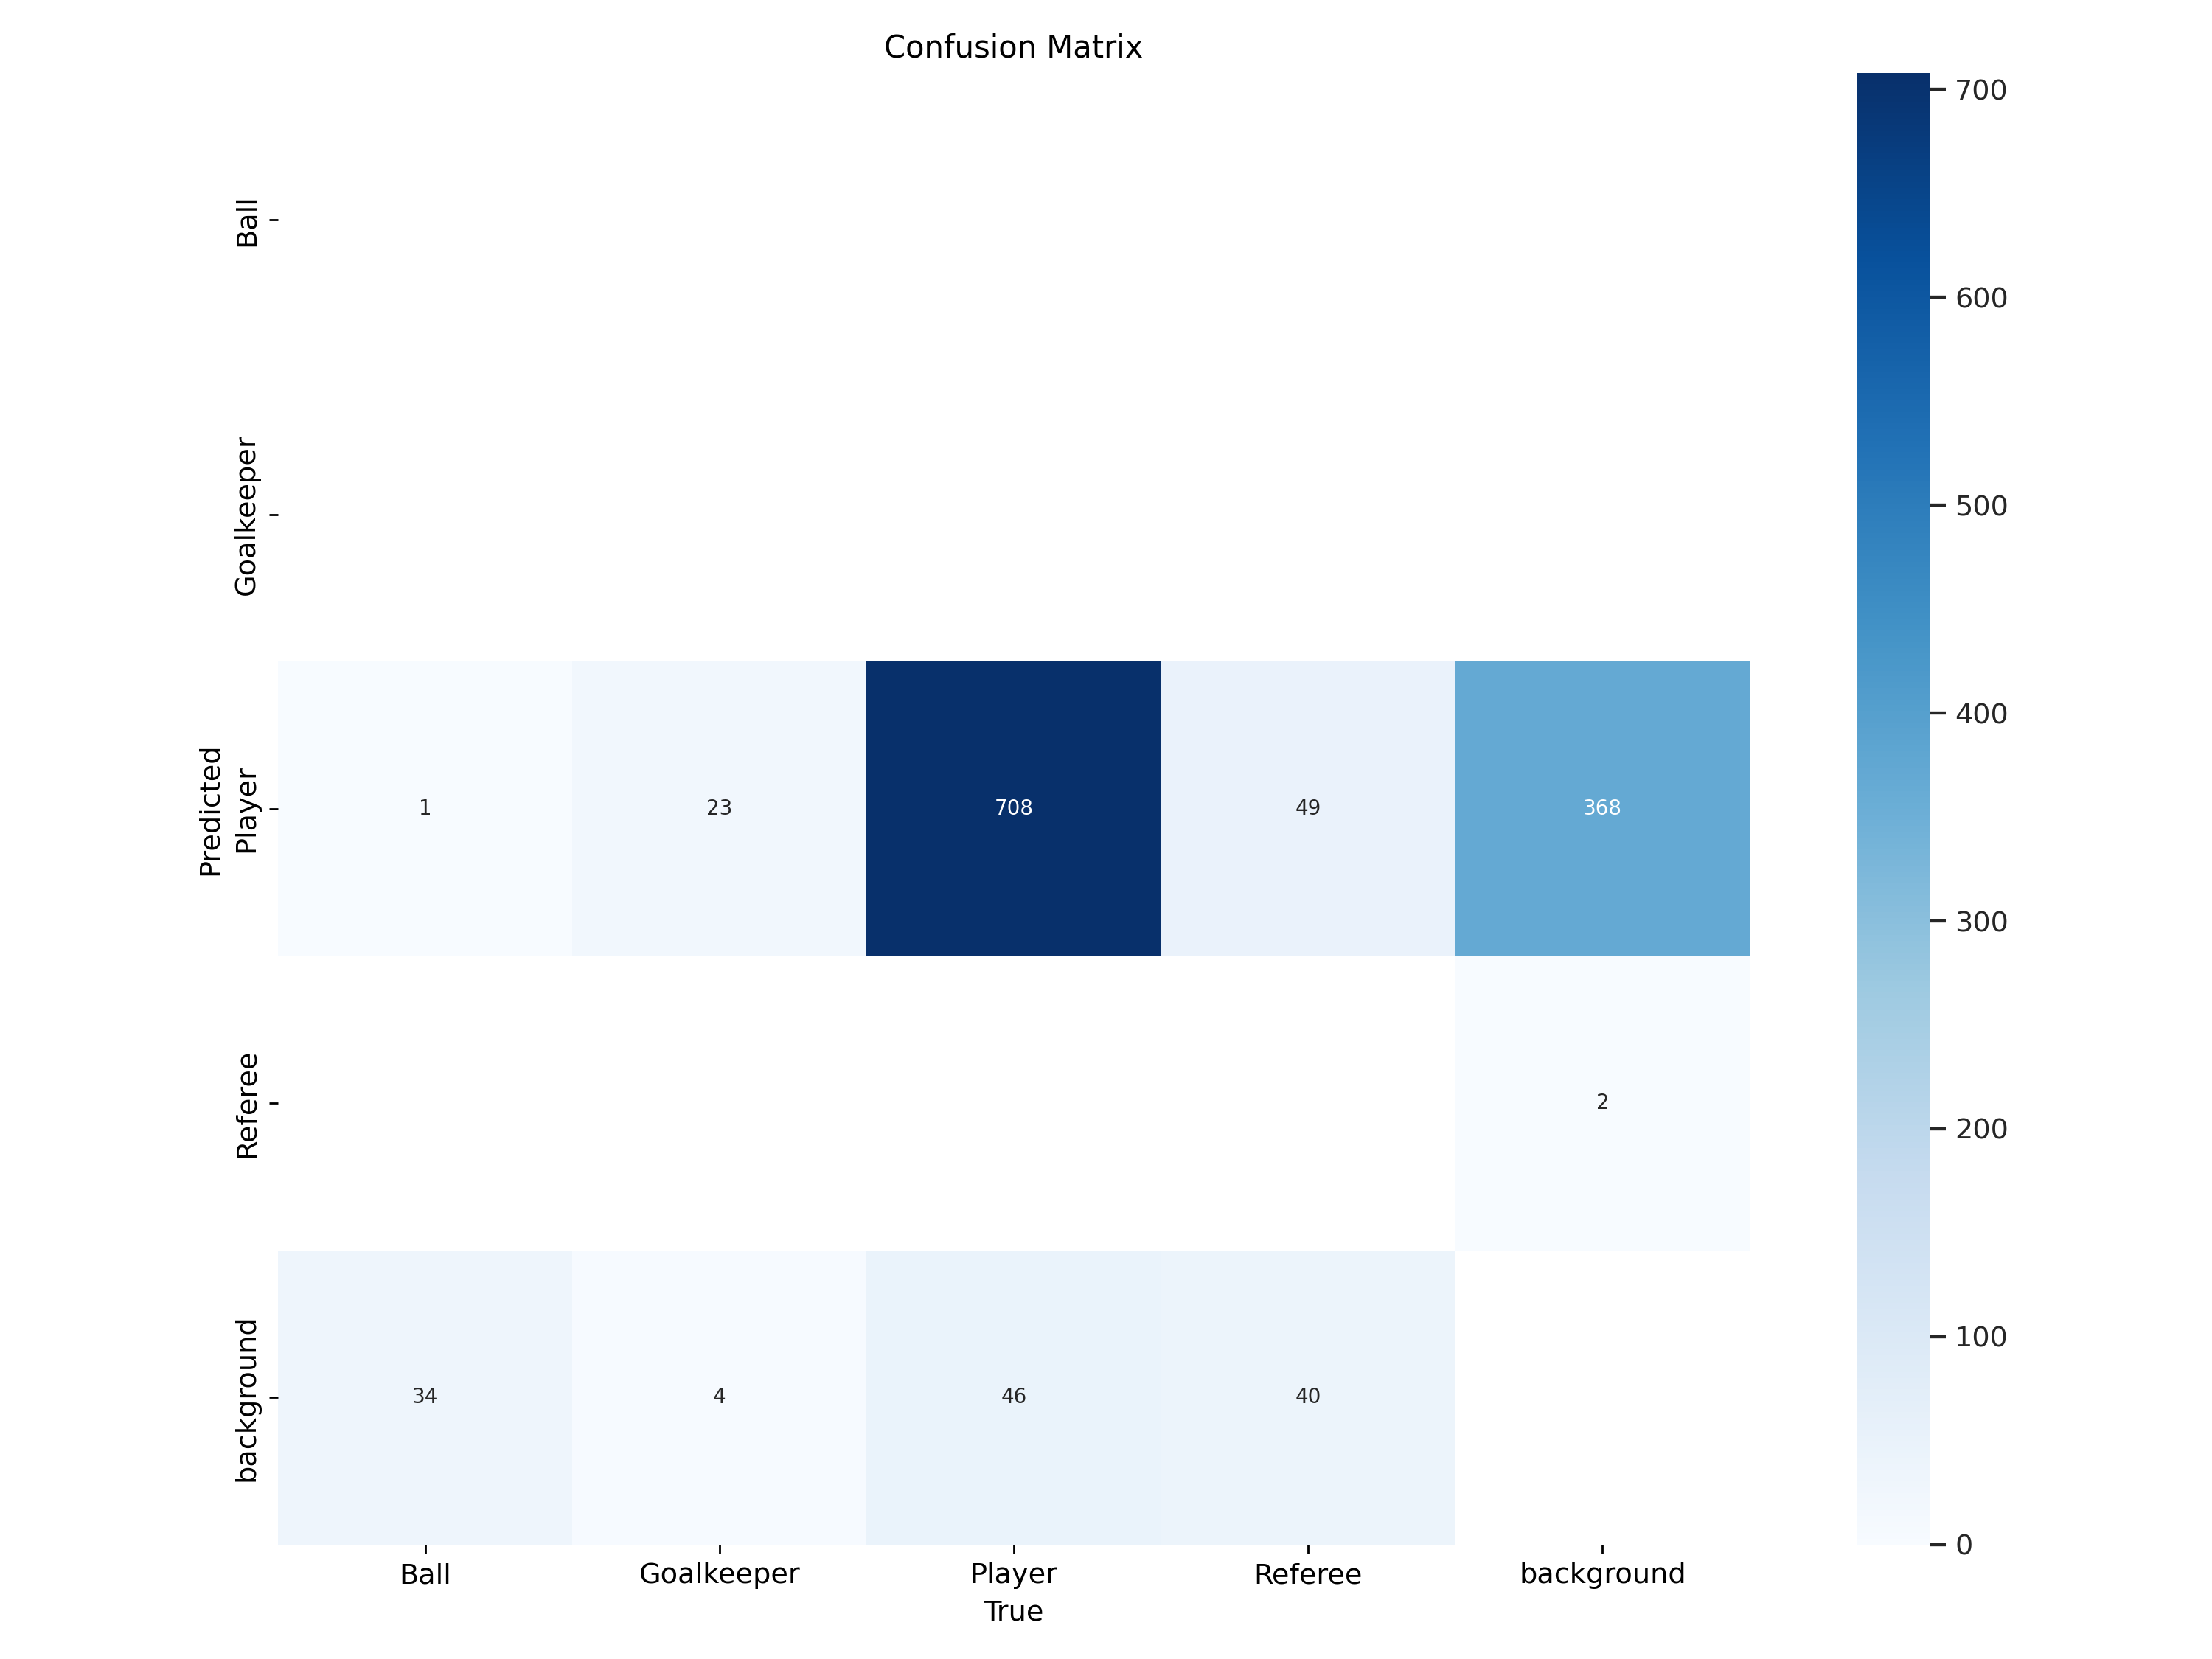 Confusion Matrix
Ball
Goalkeeper
Player
Referee
background
Predicted
1 23 708 49 368
2
34 4 46 40
Ball Goalkeeper Player Referee background
True
700
600
500
400
300
200
100
0